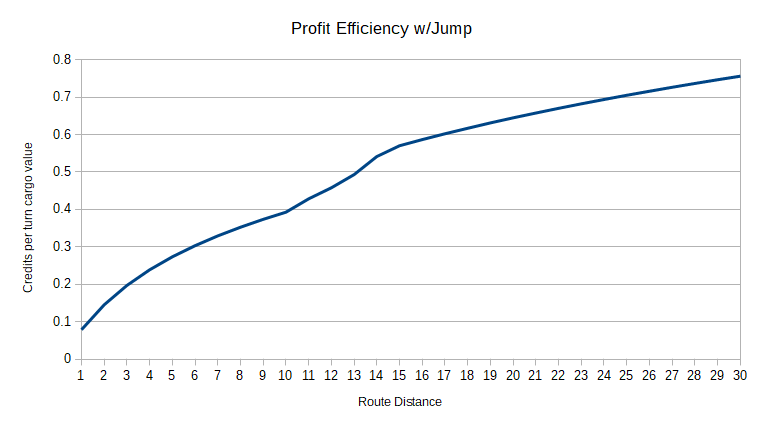 Profit Efficiency w/Jump
0.8
0.7
0.6
0.5
0.4
0.3
0.2
0.1
0
Credits per turn cargo value
1 2 3 4 5 6 7 8 9 10 11 12 13 14 15 16 17 18 19 20 21 22 23 24 25 26 27 28 29 30
Route Distance